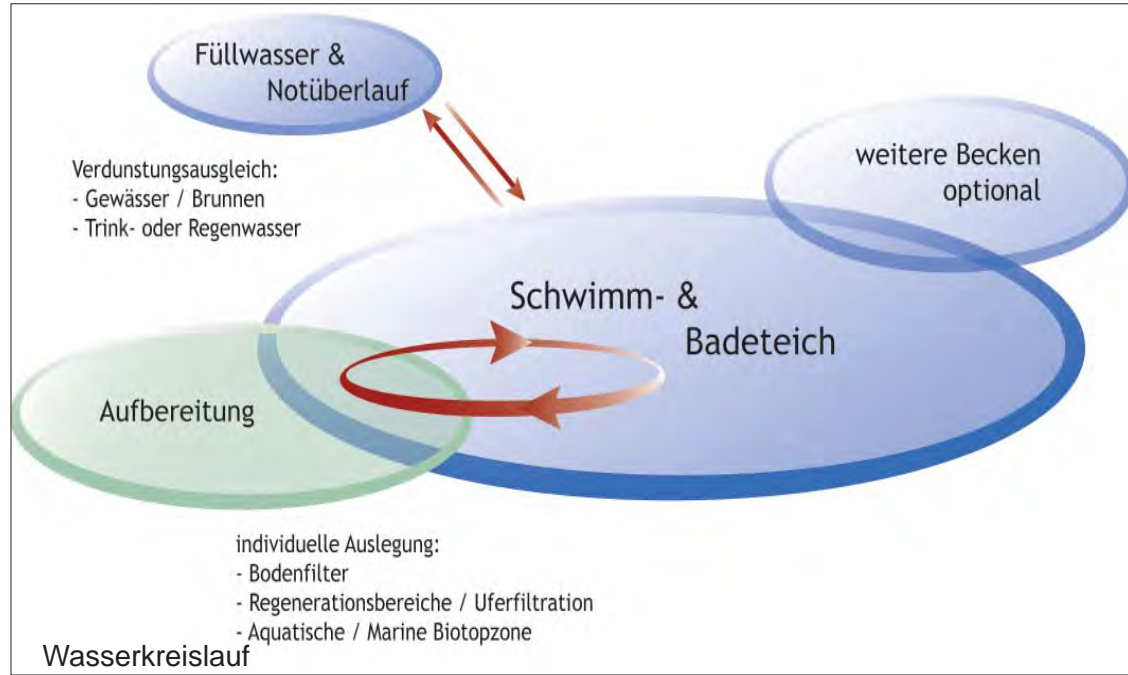 Füllwasser &
Notüberlauf
Verdunstungsausgleich:
- Gewässer / Brunnen
- Trink- oder Regenwasser
weitere Becken
optional
Schwimm- &
Badeteich
Aufbereitung
individuelle Auslegung:
- Bodenfilter
- Regenerationsbereiche / Uferfiltration
- Aquatische / Marine Biotopzone
Wasserkreislauf